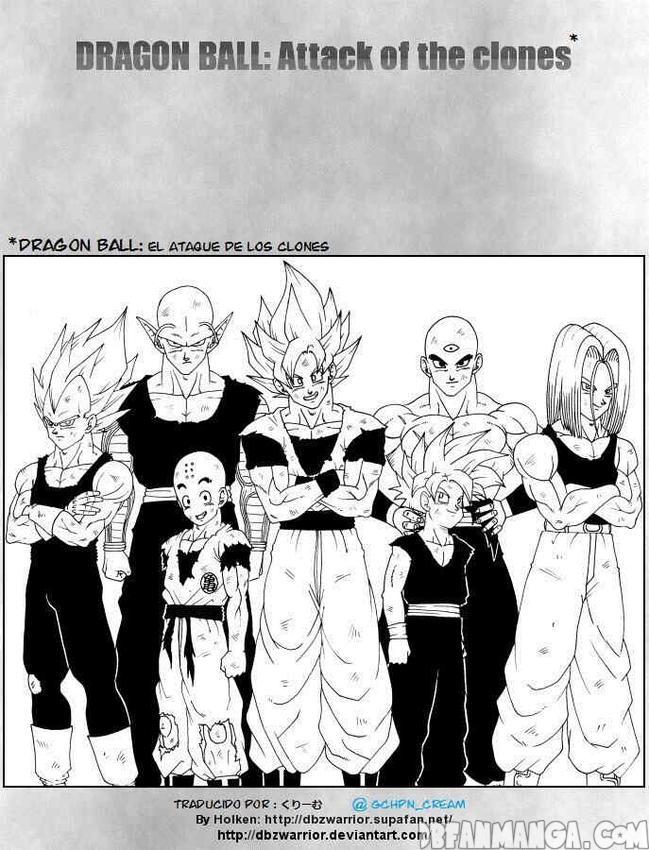 DRAGON BALL: Attack of the clones*
*DRAGON BALL: EL ATAQUE DE LOS CLONES
亀
TRADUCIDO POR : くりーむ @GCHPN_CREAM
By Holken: http://dbzwarrior.supafan.net/
http://dbzwarrior.deviantart.com/
DBFANMANGA.COM